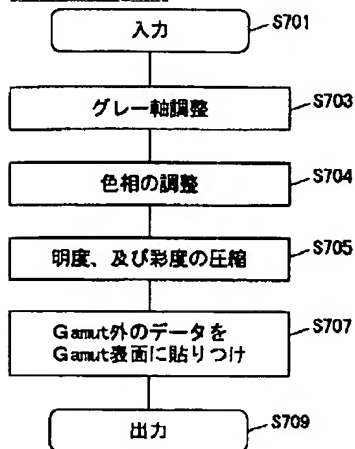 入力
S701
グレー軸調整
S703
色相の調整
S704
明度、及び彩度の圧縮
S705
Gamut外のデータを
Gamut表面に貼りつけ
S707
出力
S709